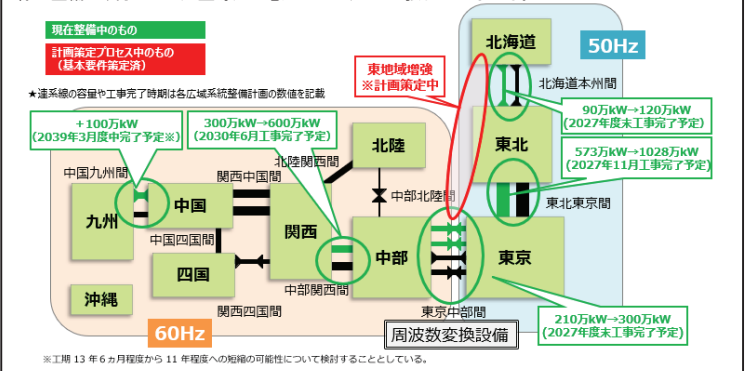 現在整備中のもの
計画策定プロセス中のもの
（基本要件策定済）
★連系線の容量や工事完了時期は各広域系統整備計画の数値を記載
東地域増強
※計画策定中
北海道
50Hz
北海道本州間
90万kW→120万kW
(2027年度末工事完了予定)
+100万kW
(2039年3月度中完了予定※)
300万kW→600万kW
(2030年6月工事完了予定)
573万kW→1028万kW
(2027年11月工事完了予定)
東北
東北東京間
北陸
北陸関西間
中国九州間
関西中国間
中部北陸間
九州
中国
関西
中部
東京
中国四国間
四国
中部関西間
関西四国間
東京中部間
沖縄
60Hz
周波数変換設備
210万kW→300万kW
(2027年度末工事完了予定)
※工期 13 年 6 ヵ月程度から 11 年程度への短縮の可能性について検討することとしている。